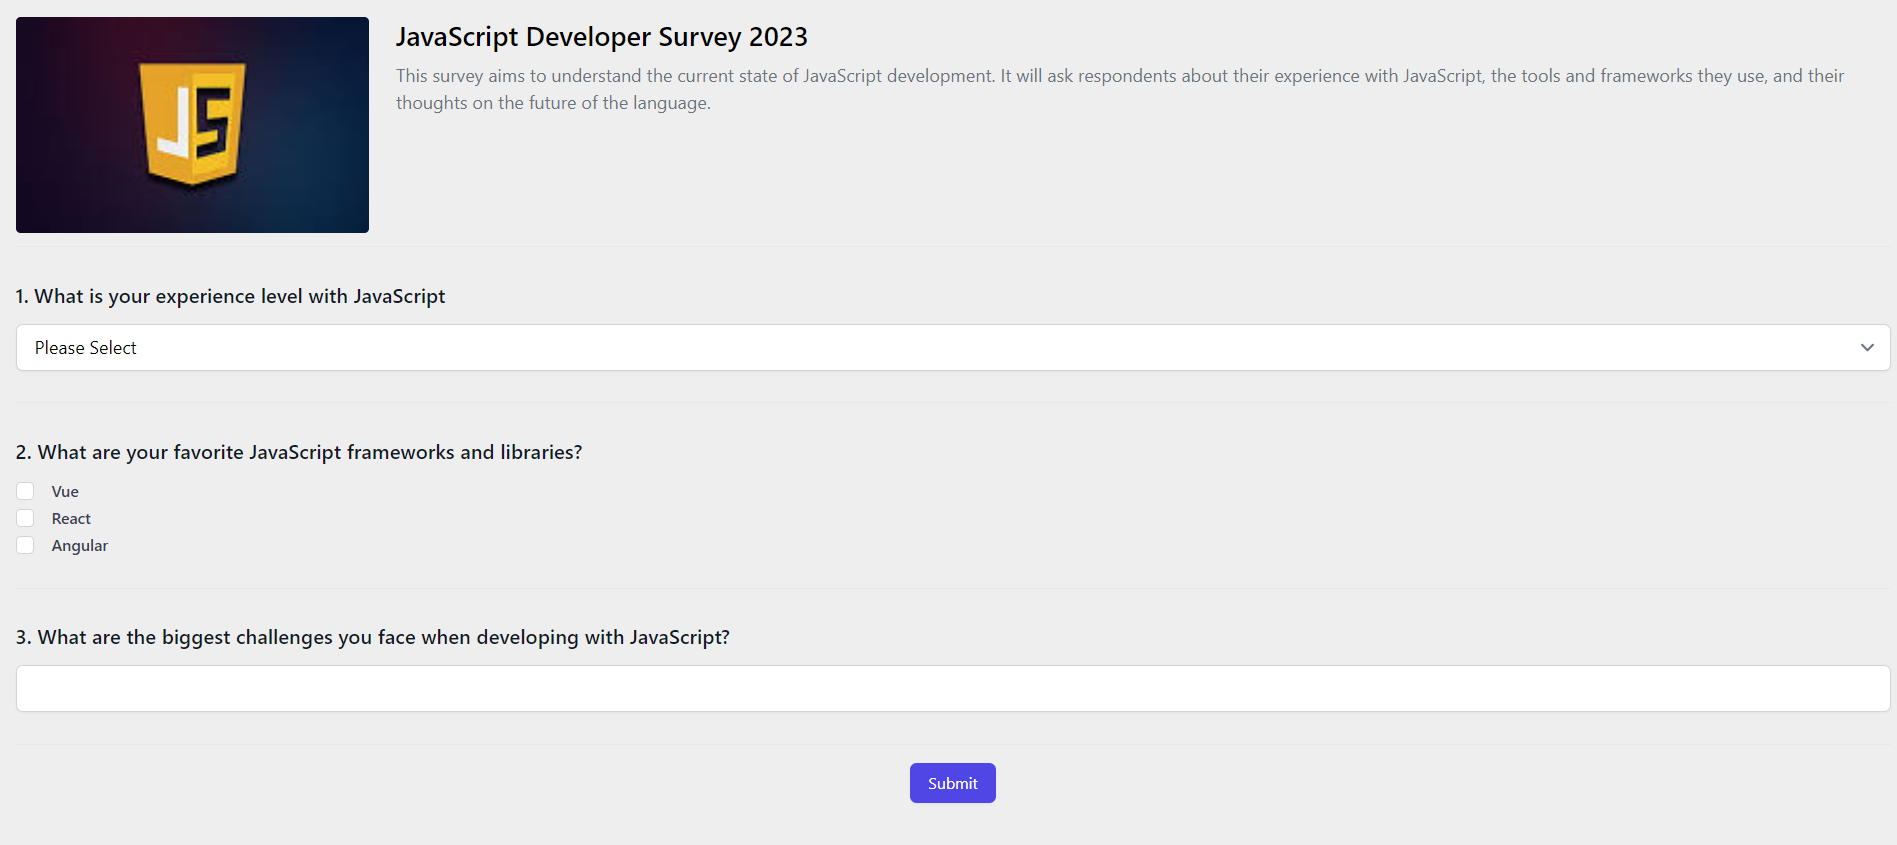 JS
JavaScript Developer Survey 2023
This survey aims to understand the current state of JavaScript development. It will ask respondents about their experience with JavaScript, the tools and frameworks they use, and their
thoughts on the future of the language.
1. What is your experience level with JavaScript
Please Select
2. What are your favorite JavaScript frameworks and libraries?
Vue
React
Angular
3. What are the biggest challenges you face when developing with JavaScript?
Submit